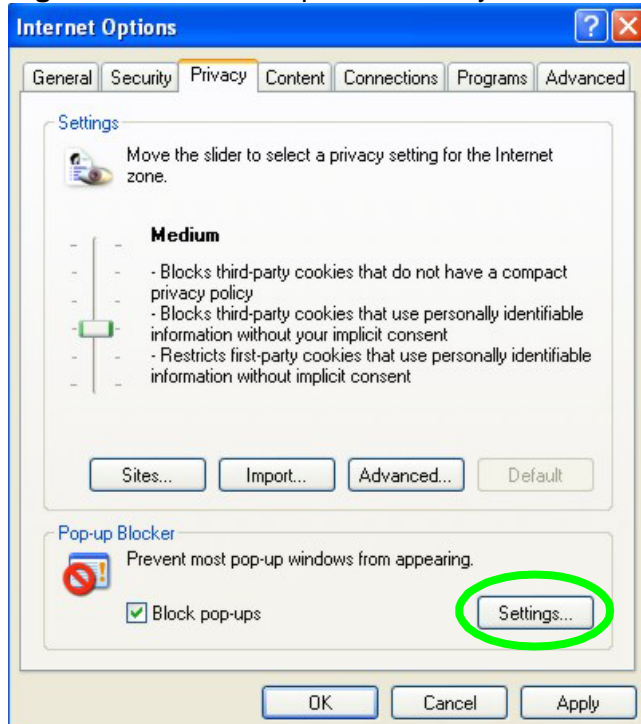 Internet Options
General Security Privacy Content Connections Programs Advanced
Settings
Move the slider to select a privacy setting for the Internet
zone.
Medium
- Blocks third-party cookies that do not have a compact
privacy policy
- Blocks third-party cookies that use personally identifiable
information without your implicit consent
- Restricts first-party cookies that use personally identifiable
information without implicit consent
Sites... Import... Advanced... Default
Pop-up Blocker
Prevent most pop-up windows from appearing.
Block pop-ups
Settings...
OK Cancel Apply